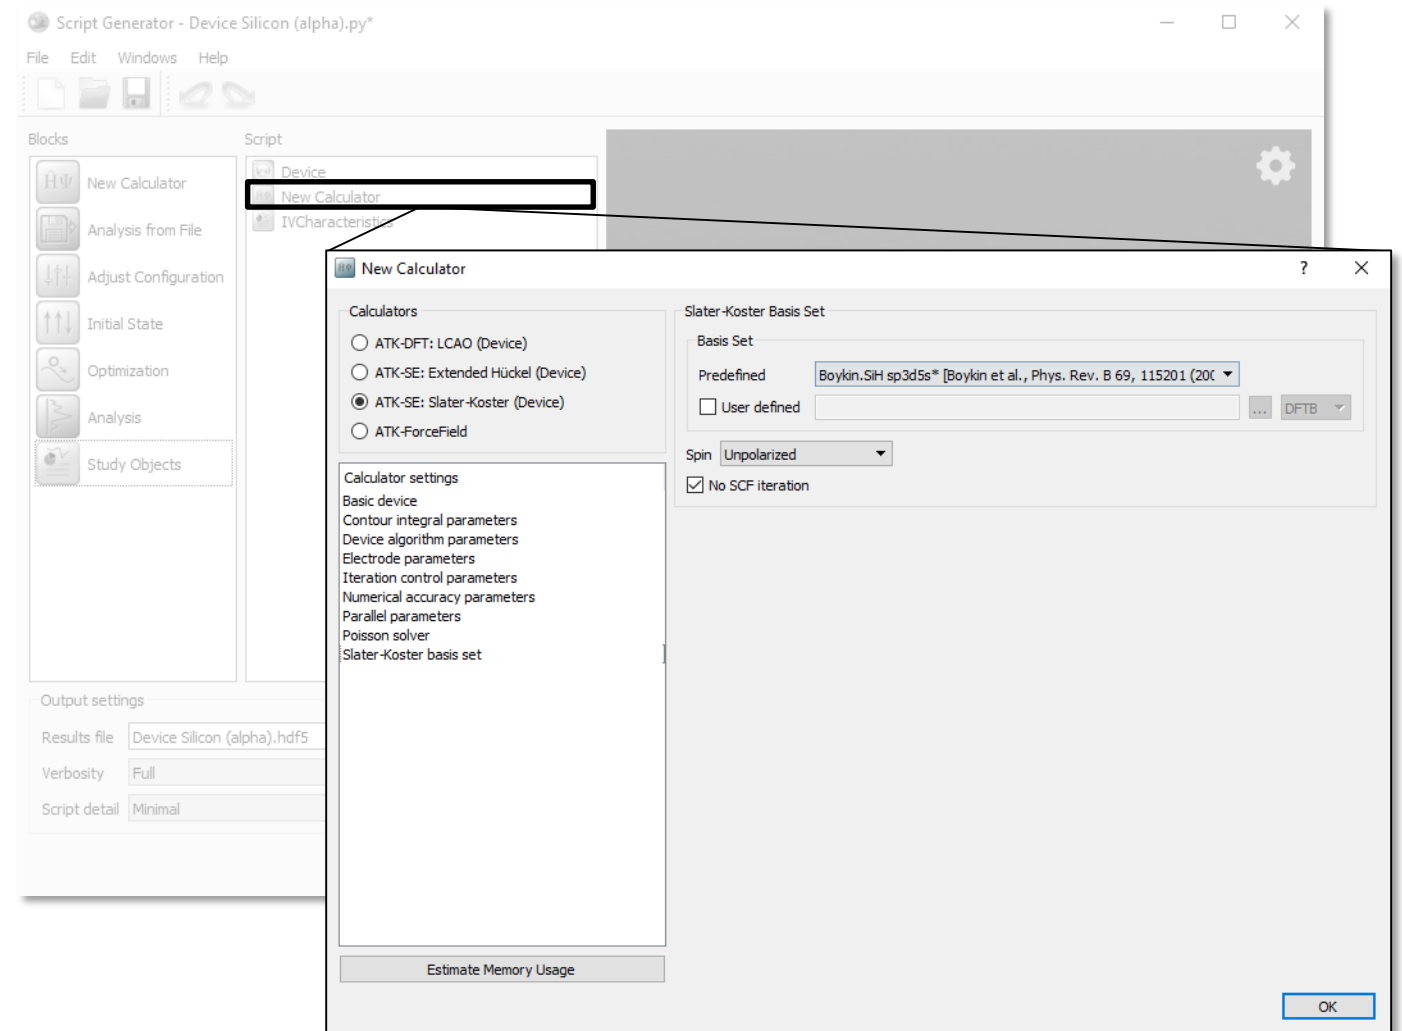 Script Generator - Device Silicon (alpha).py*
File Edit Windows Help
Blocks
Script
New Calculator
Analysis from File
Adjust Configuration
Initial State
Optimization
Analysis
Study Objects
Device
New Calculator
IVCharacteristics
Output settings
Results file Device Silicon (alpha).hdf5
Verbosity Full
Script detail Minimal
New Calculator ?
Calculators
ATK-DFT: LCAO (Device)
ATK-SE: Extended Hückel (Device)
ATK-SE: Slater-Koster (Device)
ATK-ForceField
Calculator settings
Basic device
Contour integral parameters
Device algorithm parameters
Electrode parameters
Iteration control parameters
Numerical accuracy parameters
Parallel parameters
Poisson solver
Slater-Koster basis set
Estimate Memory Usage
Slater-Koster Basis Set
Basis Set
Predefined Boykin.SiH sp3d5s* [Boykin et al., Phys. Rev. B 69, 115201 (200
User defined ... DFTB
Spin Unpolarized
No SCF iteration
OK